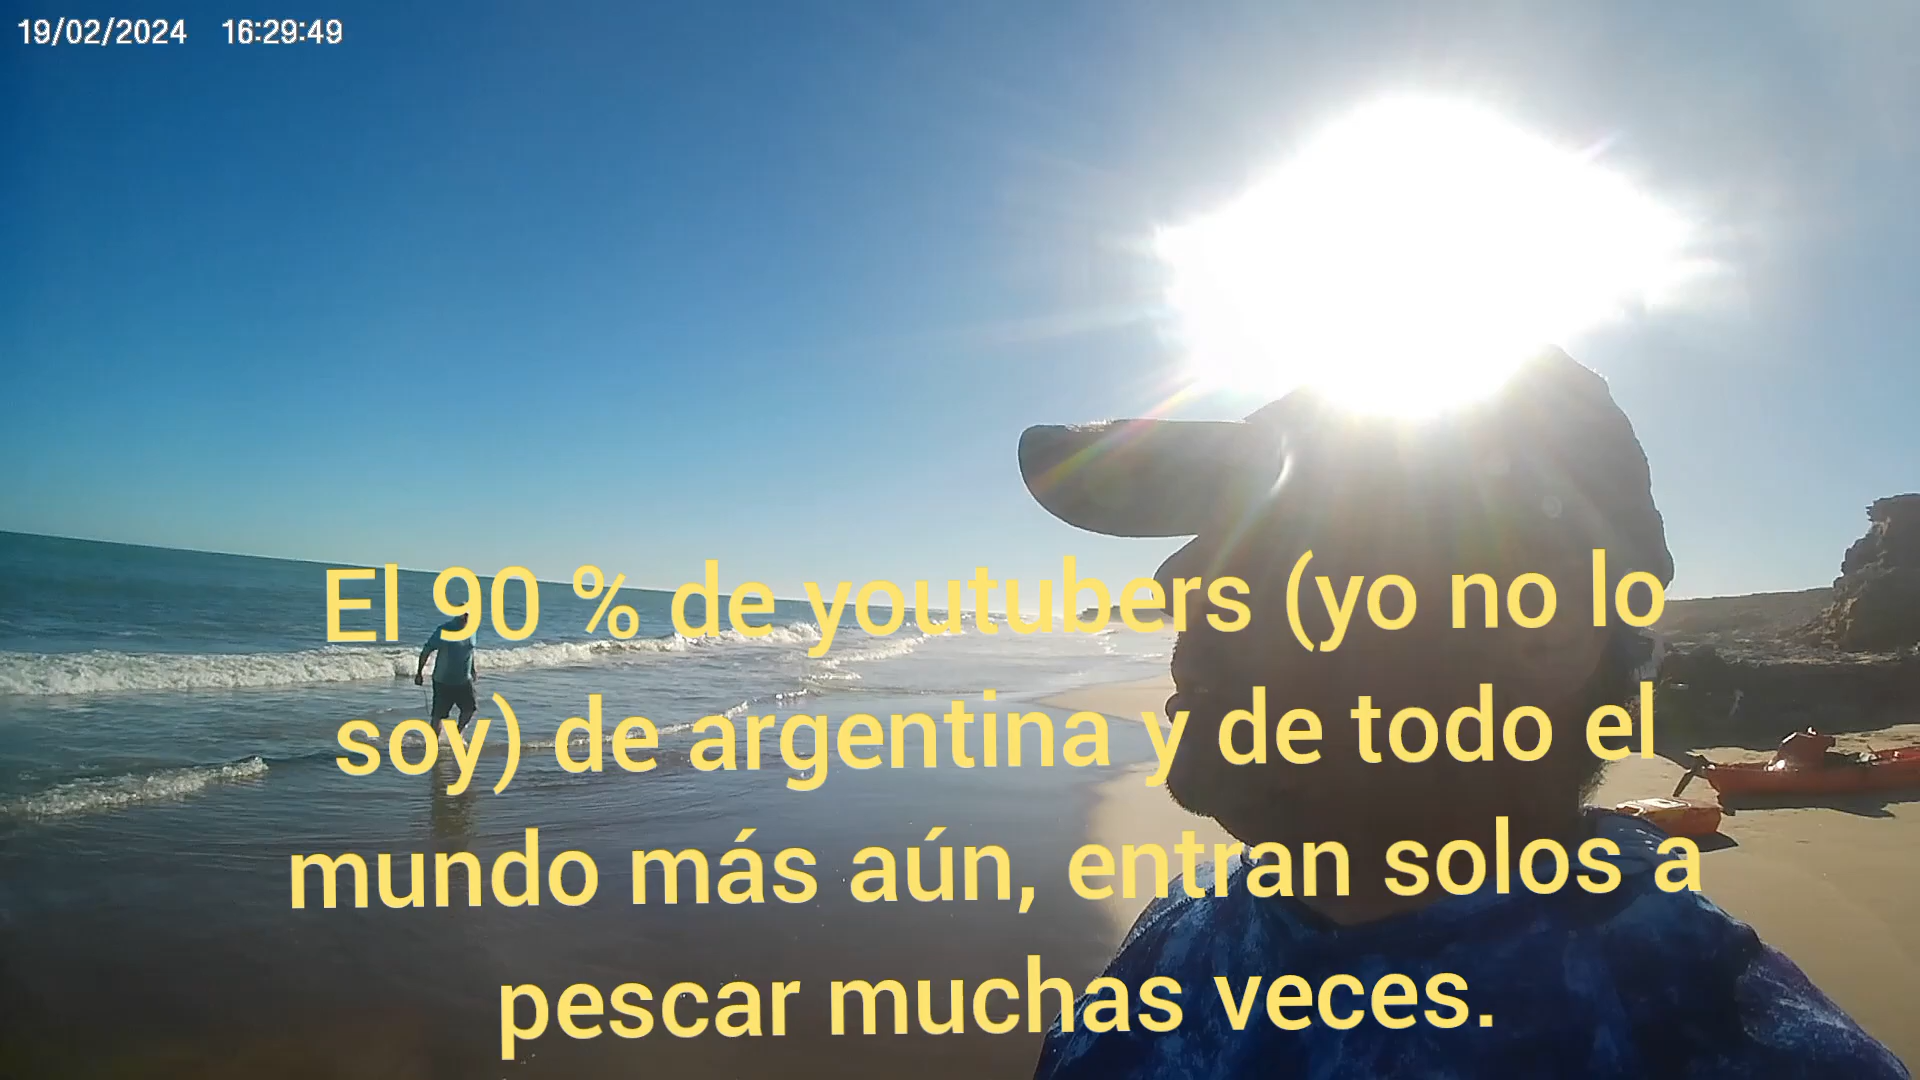 19/02/2024 16:29:49
El 90 % de youtubers (yo no lo
soy) de argentina y de todo el
mundo más aún, entran solos a
pescar muchas veces.